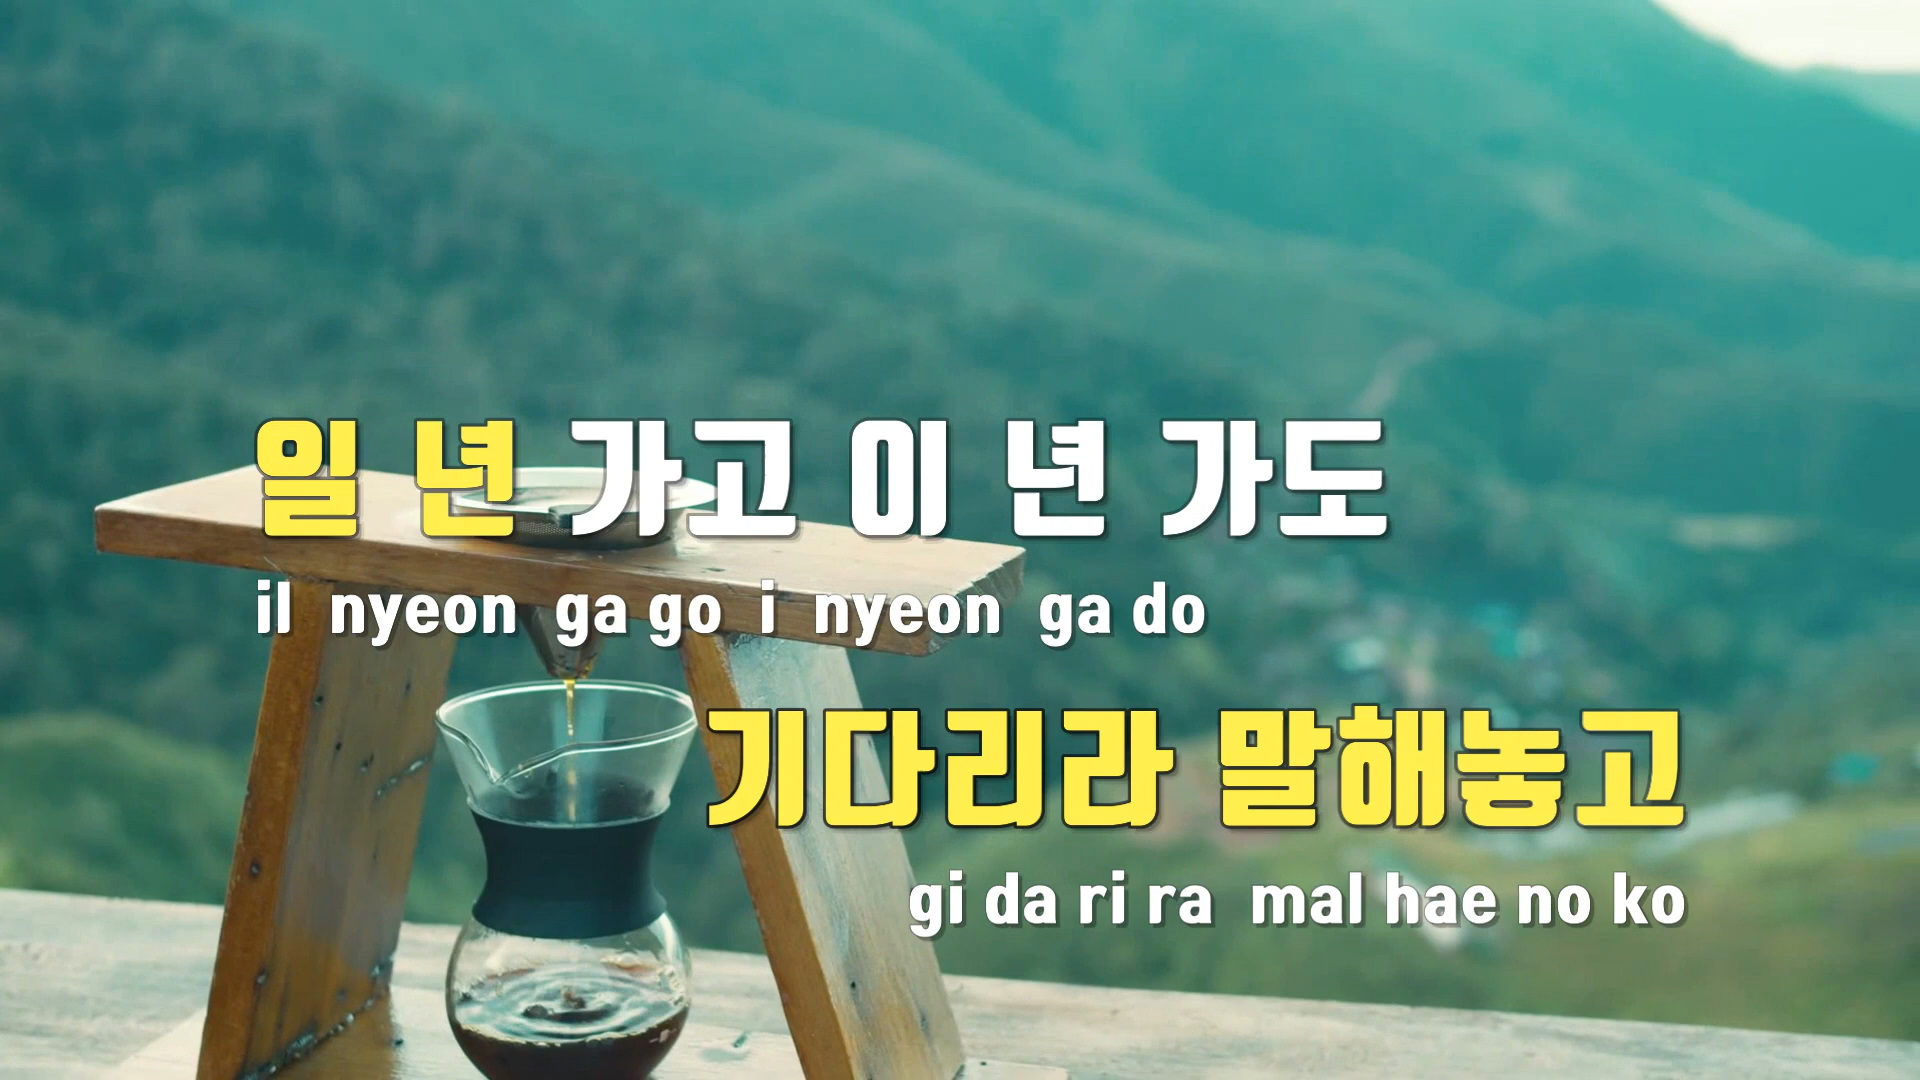 일 년 가고 이 년 가도
il nyeon ga go i nyeon ga do
기다리라 말해놓고
gi da ri ra mal hae no ko